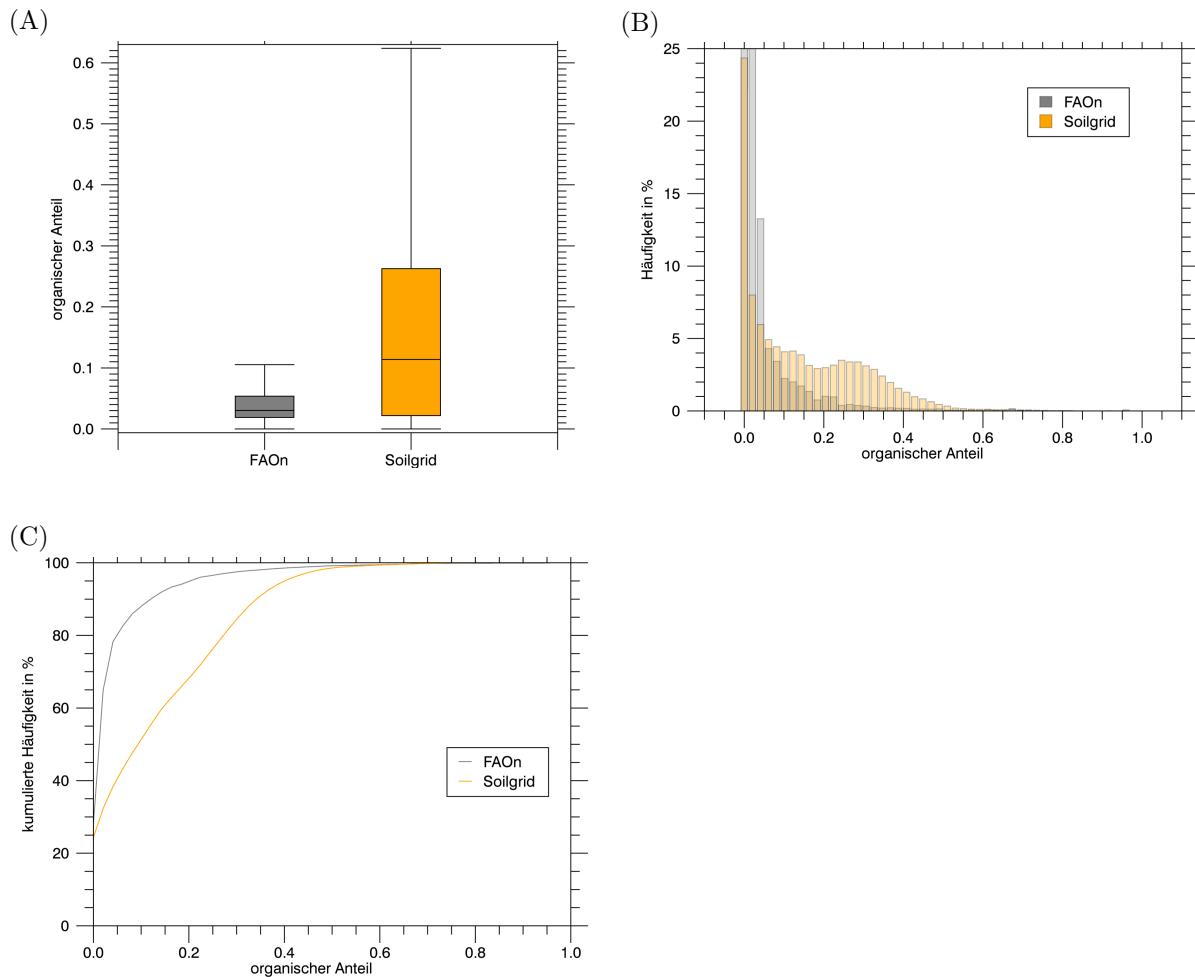 (A)
0.6
0.5
0.4
0.3
0.2
0.1
0.0
organischer Anteil
FAOn Soilgrid
(B)
25
20
15
10
5
0
Häufigkeit in %
FAOn
Soilgrid
0.0 0.2 0.4 0.6 0.8 1.0
organischer Anteil
(C)
100
80
60
40
20
0
kumulierte Häufigkeit in %
FAOn
Soilgrid
0.0 0.2 0.4 0.6 0.8 1.0
organischer Anteil